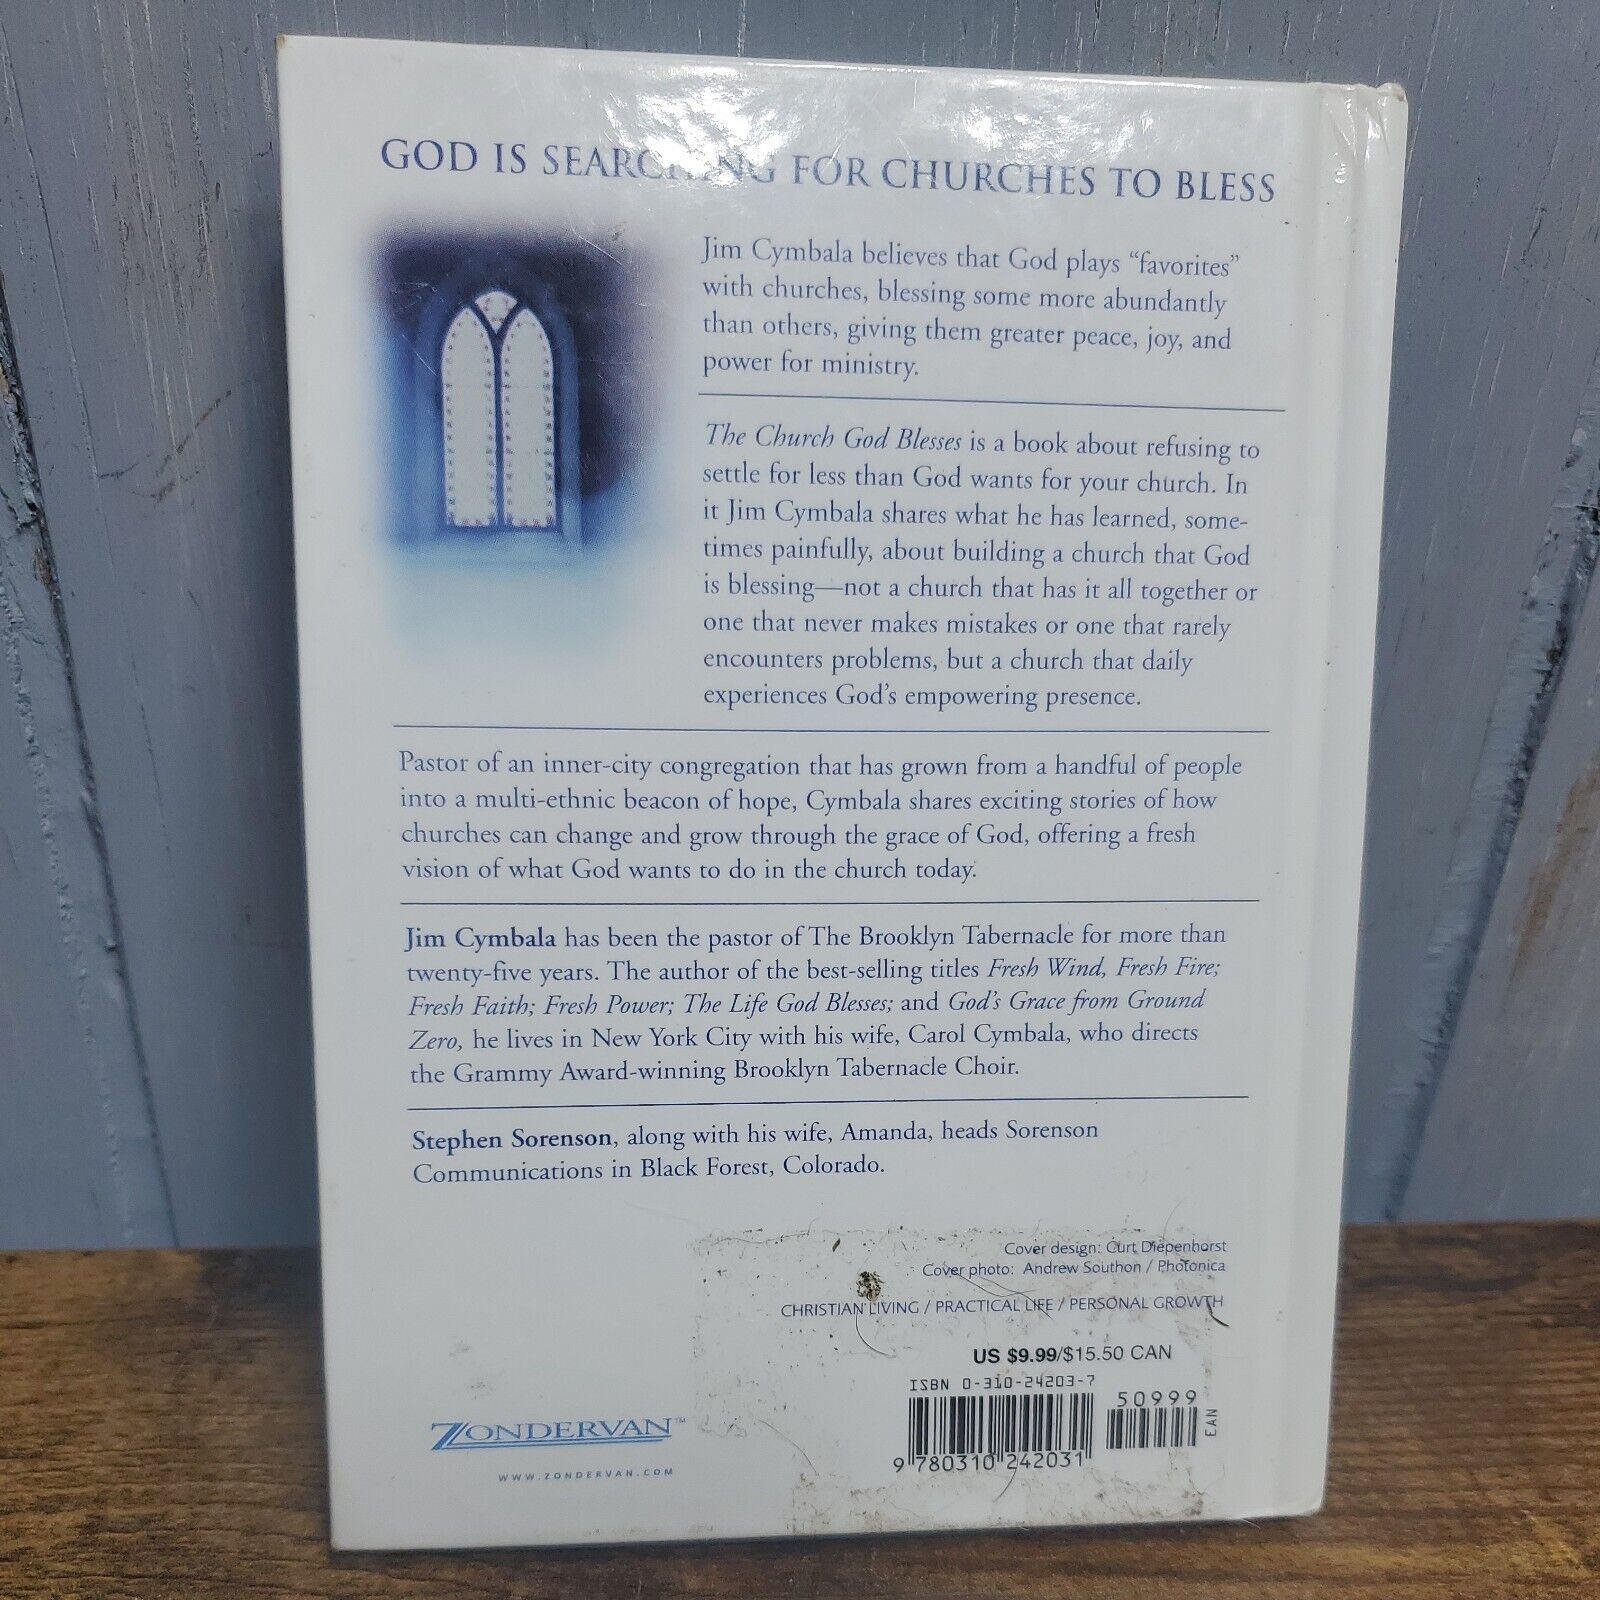 GOD IS SEARCHING FOR CHURCHES TO BLESS
Jim Cymbala believes that God plays “favorites”
with churches, blessing some more abundantly
than others, giving them greater peace, joy, and
power for ministry.
The Church God Blesses is a book about refusing to
settle for less than God wants for your church. In
it Jim Cymbala shares what he has learned, some-
times painfully, about building a church that God
is blessing—not a church that has it all together or
one that never makes mistakes or one that rarely
encounters problems, but a church that daily
experiences God’s empowering presence.
Pastor of an inner-city congregation that has grown from a handful of people
into a multi-ethnic beacon of hope, Cymbala shares exciting stories of how
churches can change and grow through the grace of God, offering a fresh
vision of what God wants to do in the church today.
Jim Cymbala has been the pastor of The Brooklyn Tabernacle for more than
twenty-five years. The author of the best-selling titles Fresh Wind, Fresh Fire;
Fresh Faith; Fresh Power; The Life God Blesses; and God’s Grace from Ground
Zero, he lives in New York City with his wife, Carol Cymbala, who directs
the Grammy Award-winning Brooklyn Tabernacle Choir.
Stephen Sorenson, along with his wife, Amanda, heads Sorenson
Communications in Black Forest, Colorado.
Cover design: Curt Diepenhorst
Cover photo: Andrew Southon / Photonica
CHRISTIAN LIVING / PRACTICAL LIFE / PERSONAL GROWTH
US $9.99/$15.50 CAN
ISBN 0-310-24203-7
50999
EAN
9 780310 242031
ZONDERVAN™
WWW.ZONDERVAN.COM